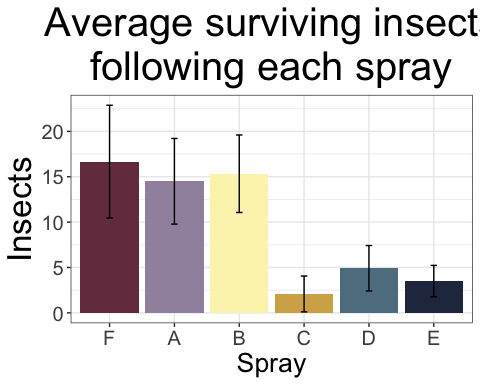 Average surviving insects
following each spray
Insects
20
15
10
5
0
F A B C D E
Spray